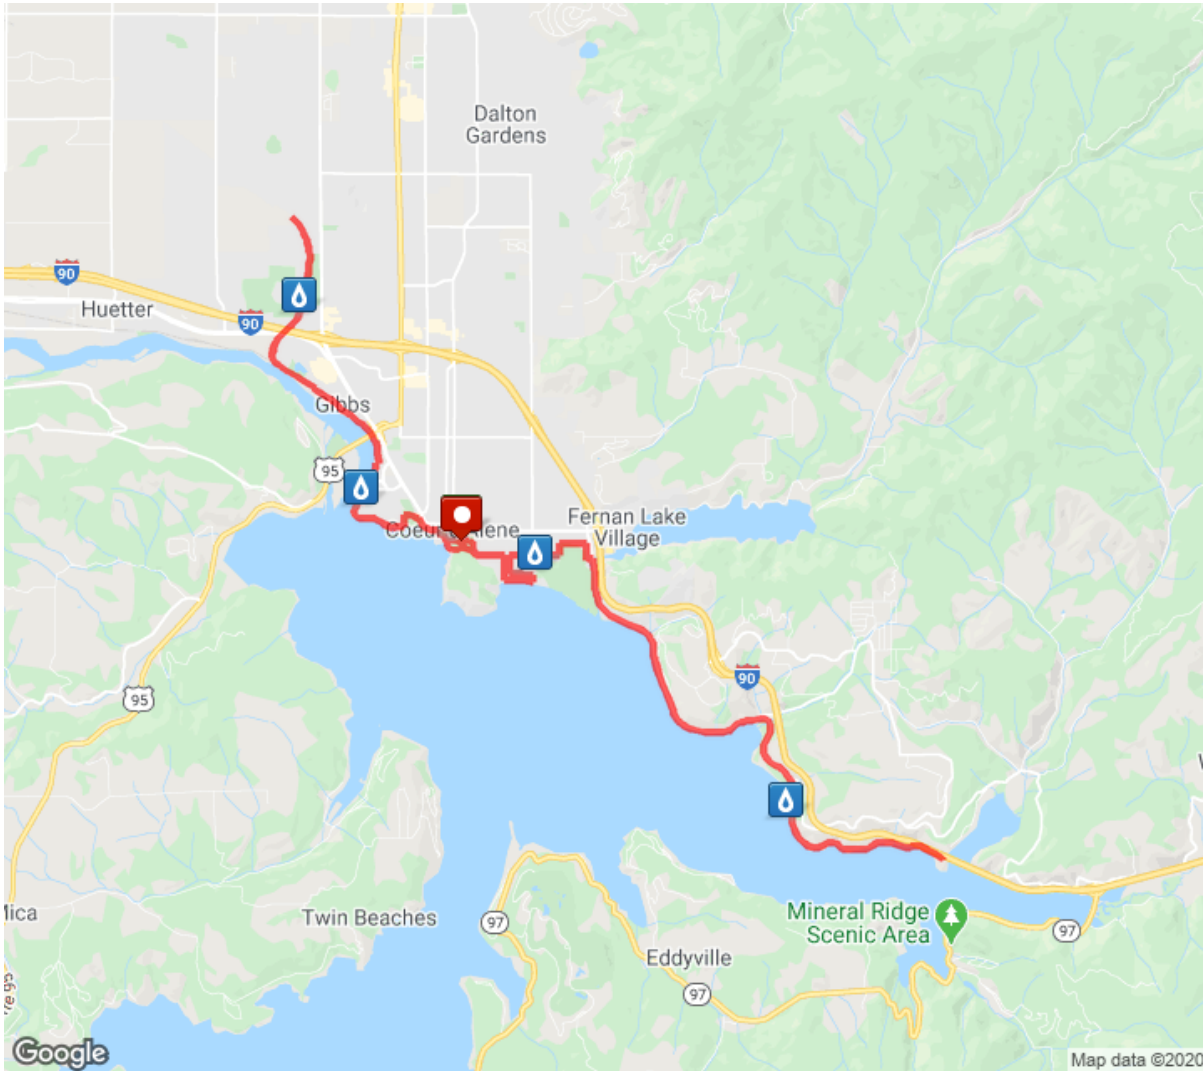 Dalton
Gardens
90
Huetter
90
Gibbs
95
Coeur d'Alene
Fernan Lake
Village
90
95
Mica
Twin Beaches
97
Mineral Ridge
Scenic Area
97
Eddyville
97
Google
Map data ©2020